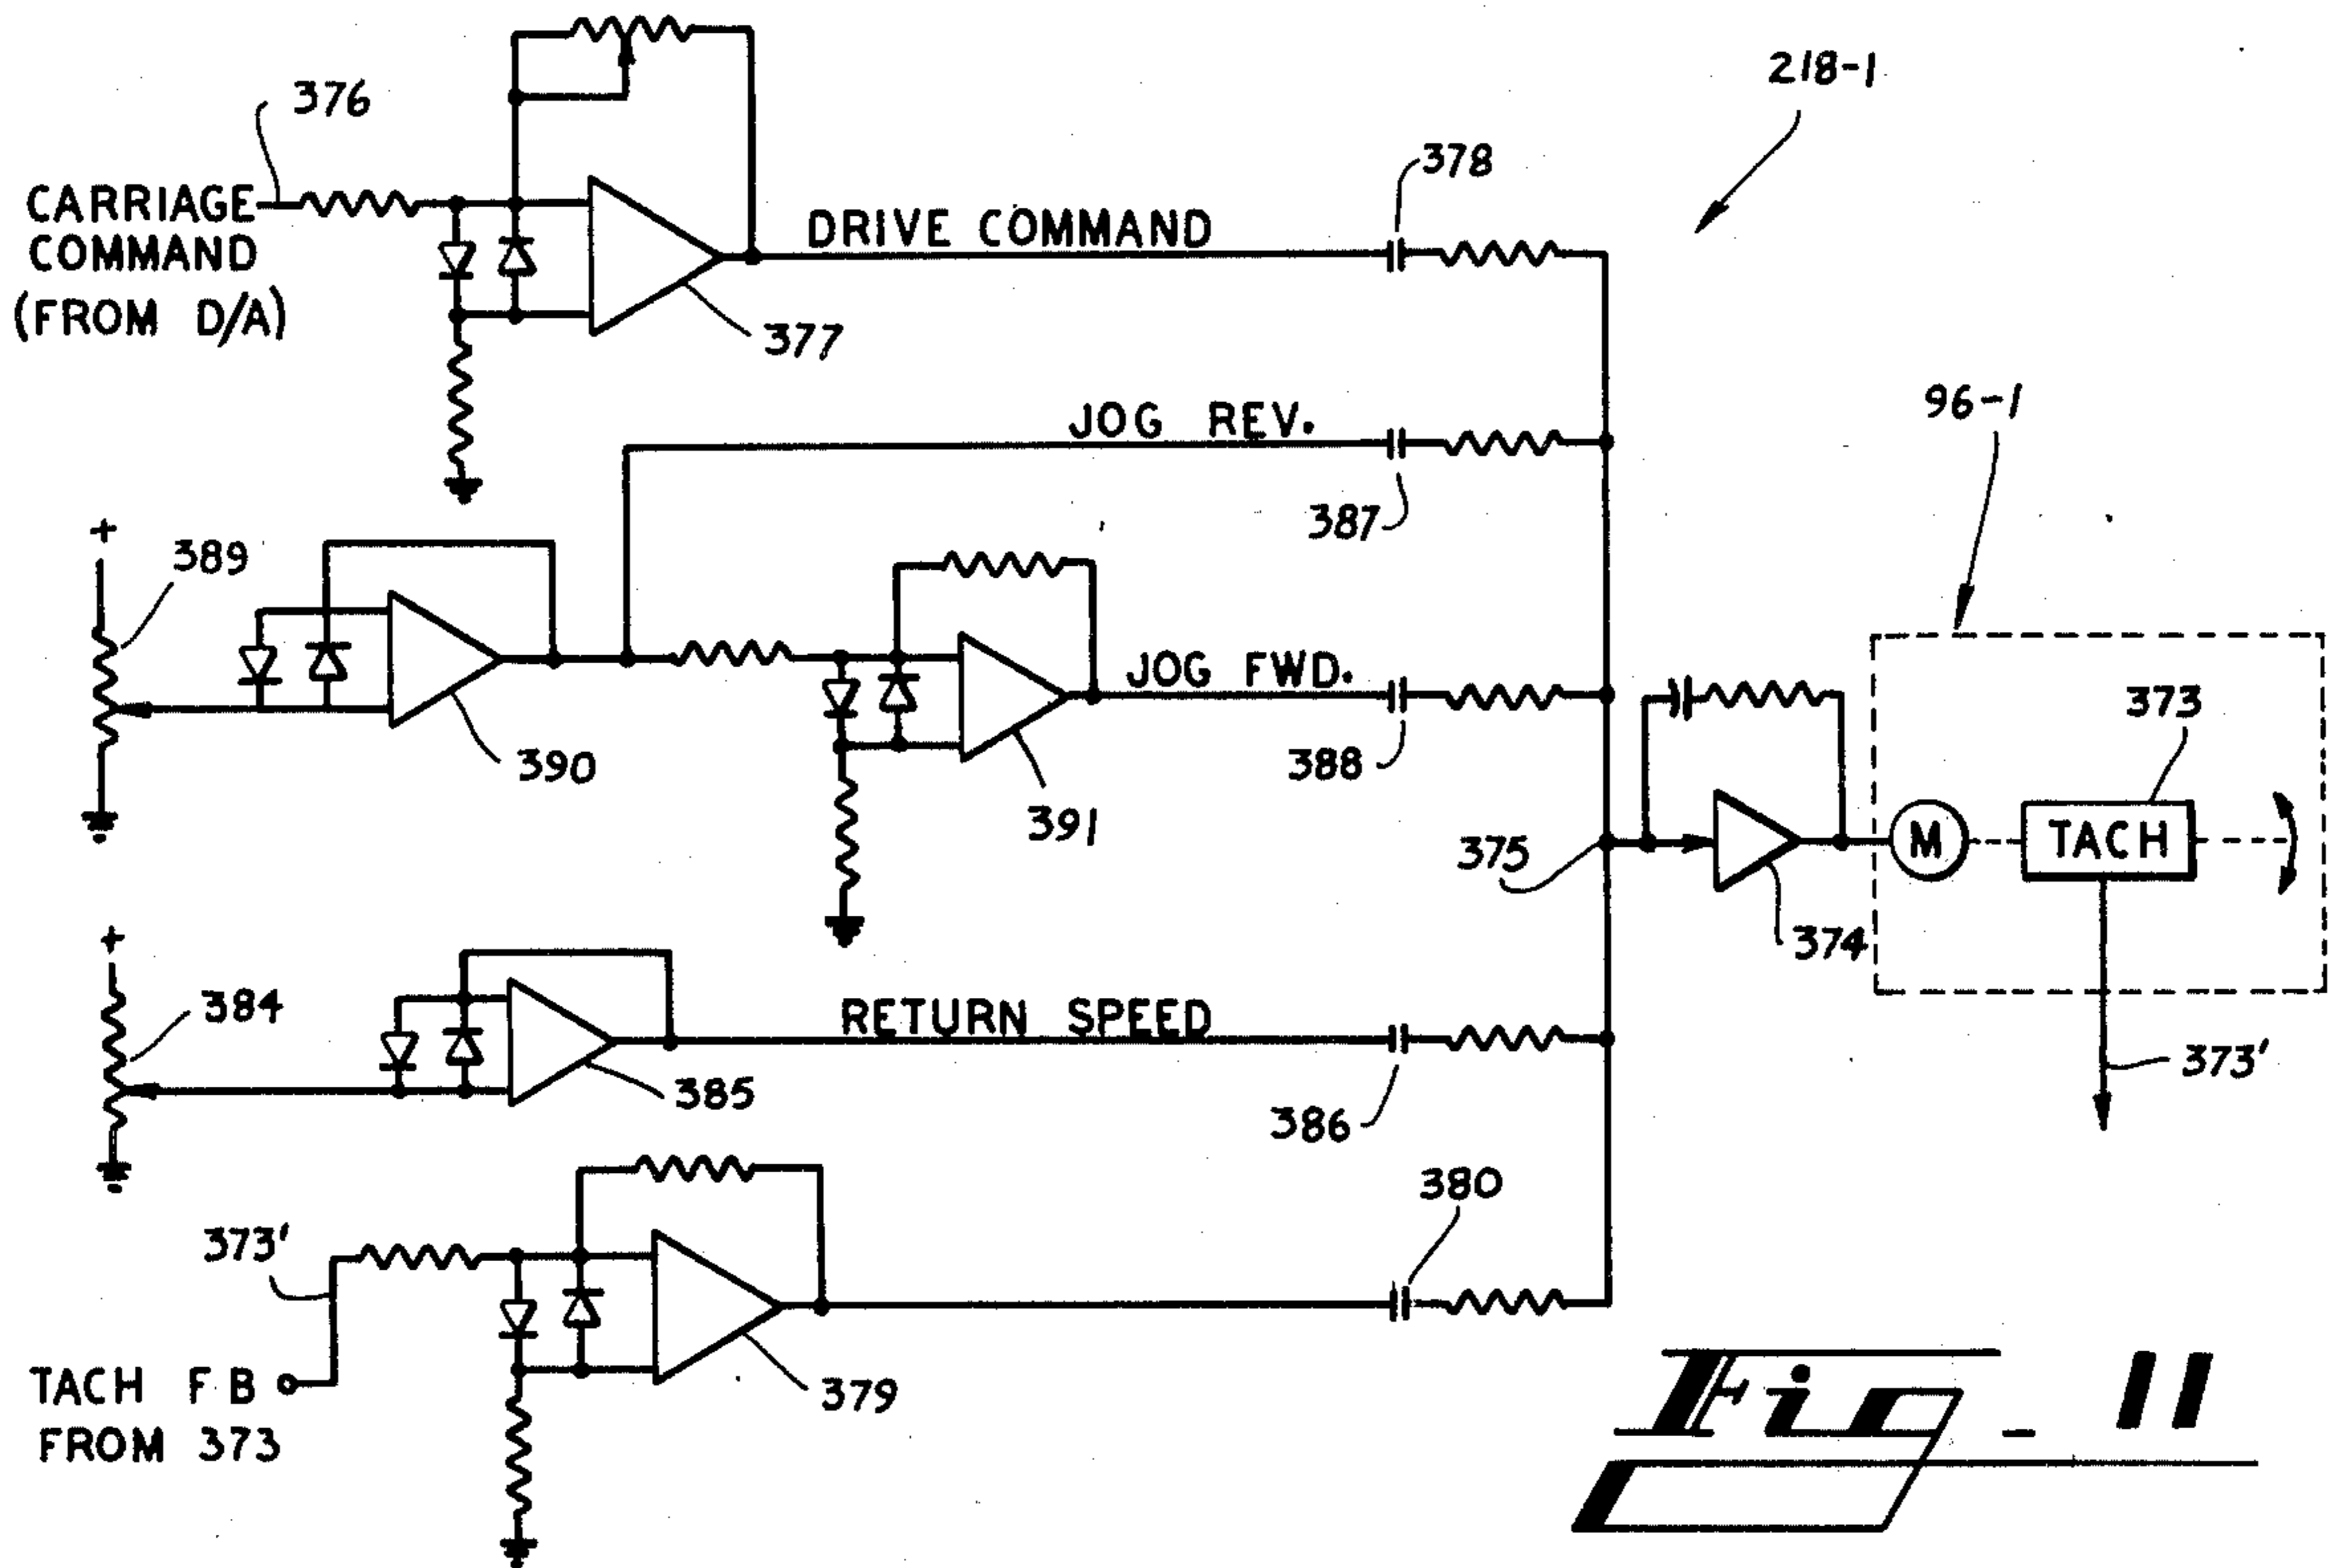 218-1
376
378
CARRIAGE
COMMAND
(FROM D/A)
DRIVE COMMAND
377
96-1
JOG REV.
387
+
389
390
JOG FWD.
388
391
373
375
M
TACH
374
373'
+
384
385
RETURN SPEED
386
380
373'
379
TACH F B
FROM 373
Fig_11